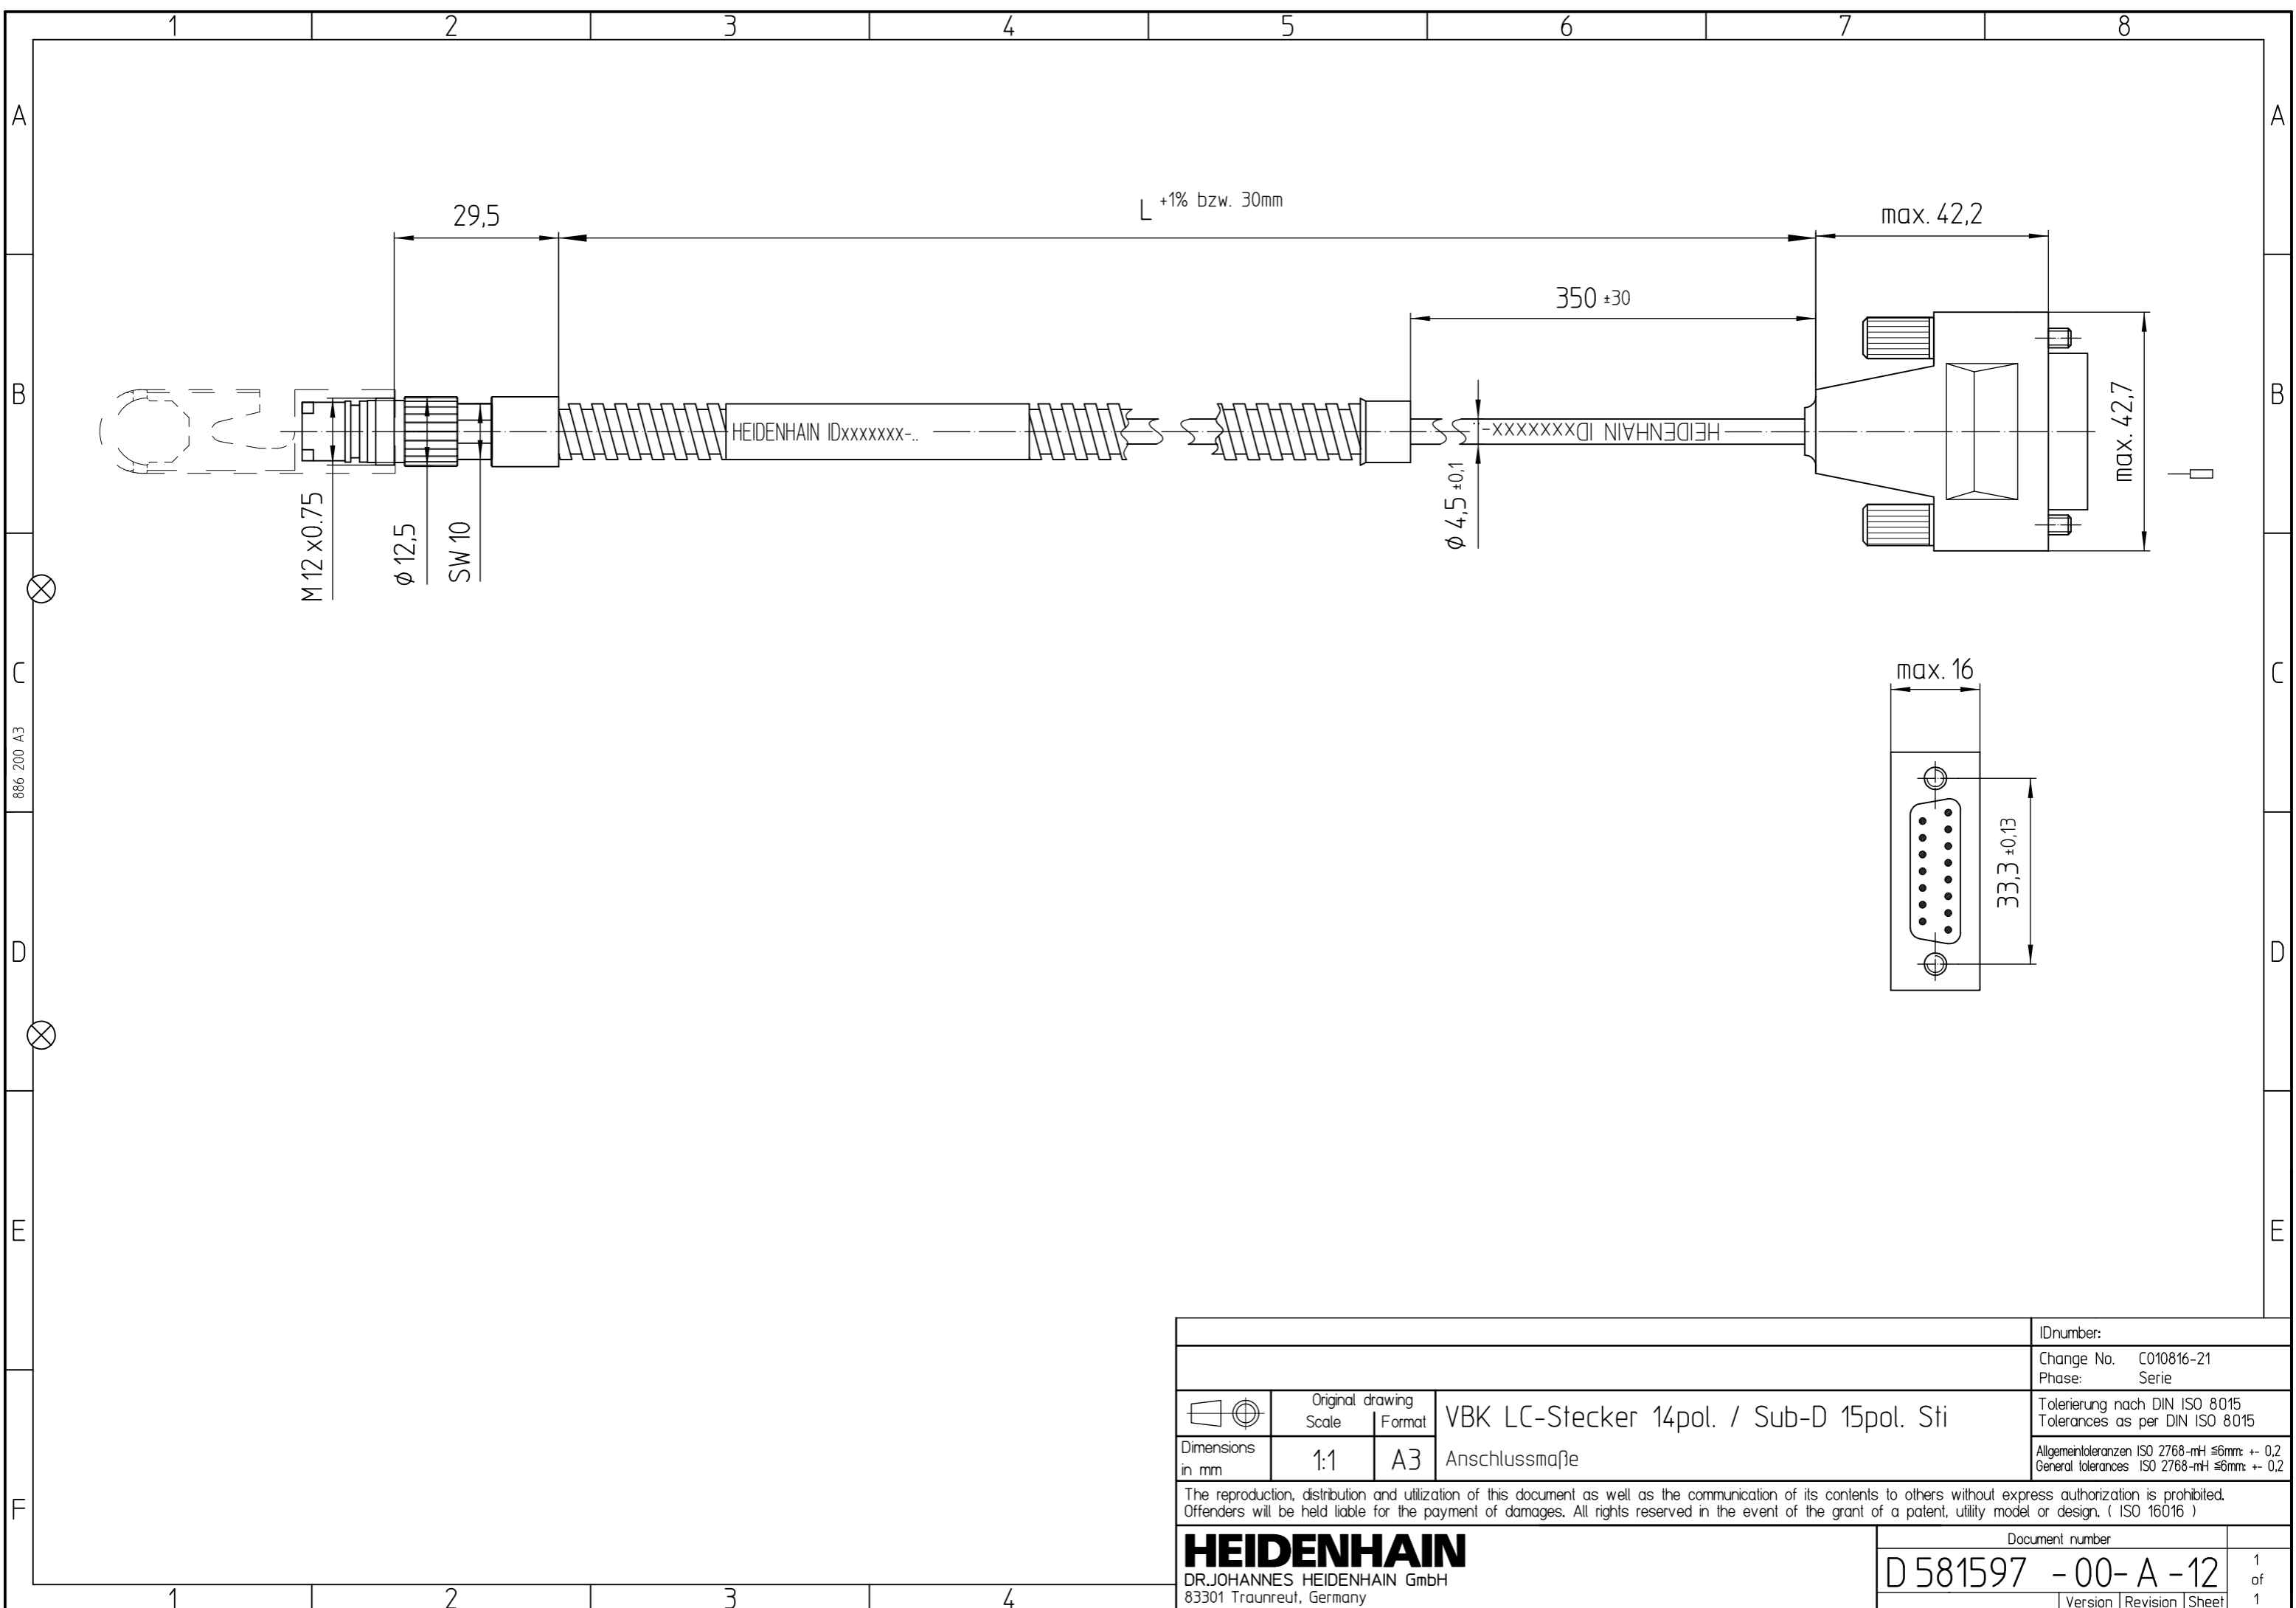 1 2 3 4 5 6 7 8
A A
29,5
L +1% bzw. 30mm
max. 42,2
350 ±30
B B
HEIDENHAIN IDxxxxxxx-..
HEIDENHAIN IDxxxxxxx-..
max. 42,7
M 12 x0.75
ϕ 12,5
SW 10
ϕ 4,5 ±0,1
C C
max. 16
886 200 A3
33,3 ±0,13
D D
E E
F
IDnumber:
Change No. C010816-21
Phase: Serie
Original drawing
Scale Format
VBK LC-Stecker 14pol. / Sub-D 15pol. Sti
Tolerierung nach DIN ISO 8015
Tolerances as per DIN ISO 8015
Dimensions
in mm
1:1 A3
Anschlussmaße
Allgemeintoleranzen ISO 2768-mH ≤6mm: +- 0,2
General tolerances ISO 2768-mH ≤6mm: +- 0,2
The reproduction, distribution and utilization of this document as well as the communication of its contents to others without express authorization is prohibited.
Offenders will be held liable for the payment of damages. All rights reserved in the event of the grant of a patent, utility model or design. ( ISO 16016 )
HEIDENHAIN
DR.JOHANNES HEIDENHAIN GmbH
83301 Traunreut, Germany
Document number
D 581597 - 00 - A - 12
Version Revision Sheet
1
of
1
1 2 3 4